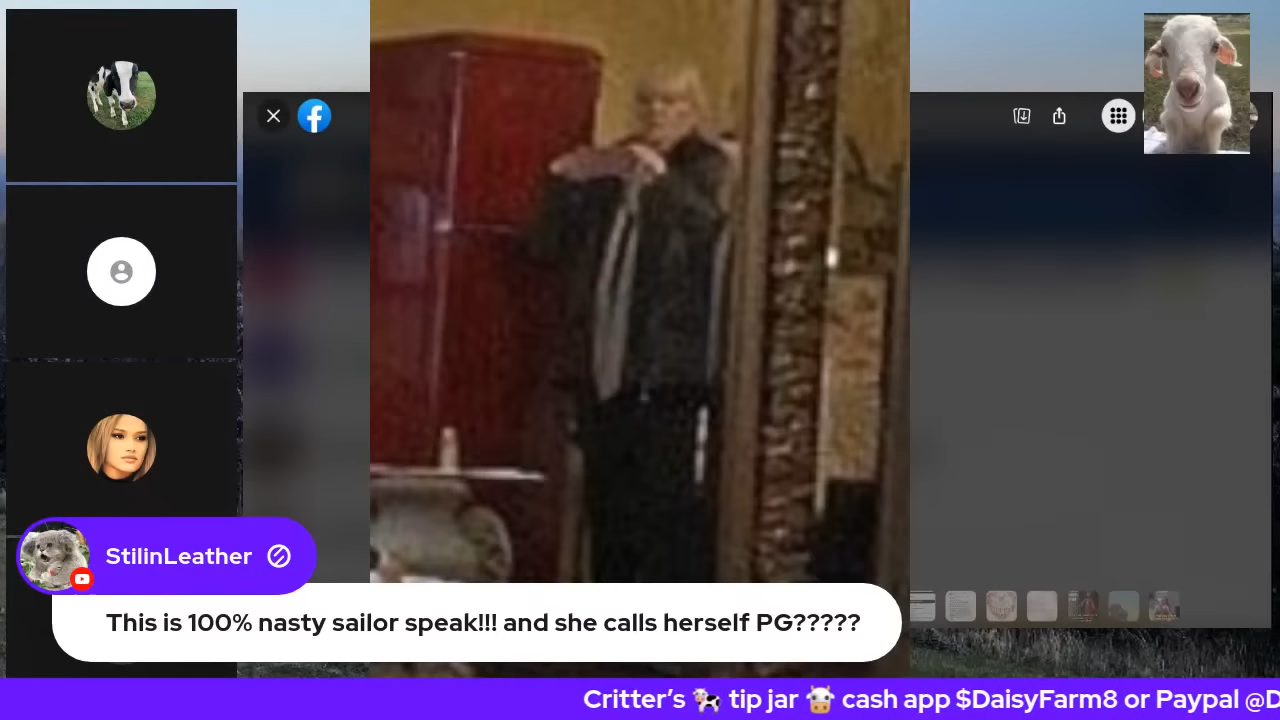 StilinLeather
This is 100% nasty sailor speak!!! and she calls herself PG?????
Critter's 🐄 tip jar 🐮 cash app $DaisyFarm8 or Paypal @D